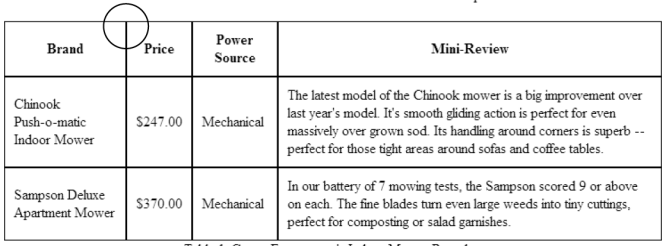 Brand Price Power Source Mini-Review
Chinook
Push-o-matic
Indoor Mower
$247.00
Mechanical
The latest model of the Chinook mower is a big improvement over
last year's model. It's smooth gliding action is perfect for even
massively over grown sod. Its handling around corners is superb --
perfect for those tight areas around sofas and coffee tables.
Sampson Deluxe
Apartment Mower
$370.00
Mechanical
In our battery of 7 mowing tests, the Sampson scored 9 or above
on each. The fine blades turn even large weeds into tiny cuttings,
perfect for composting or salad garnishes.